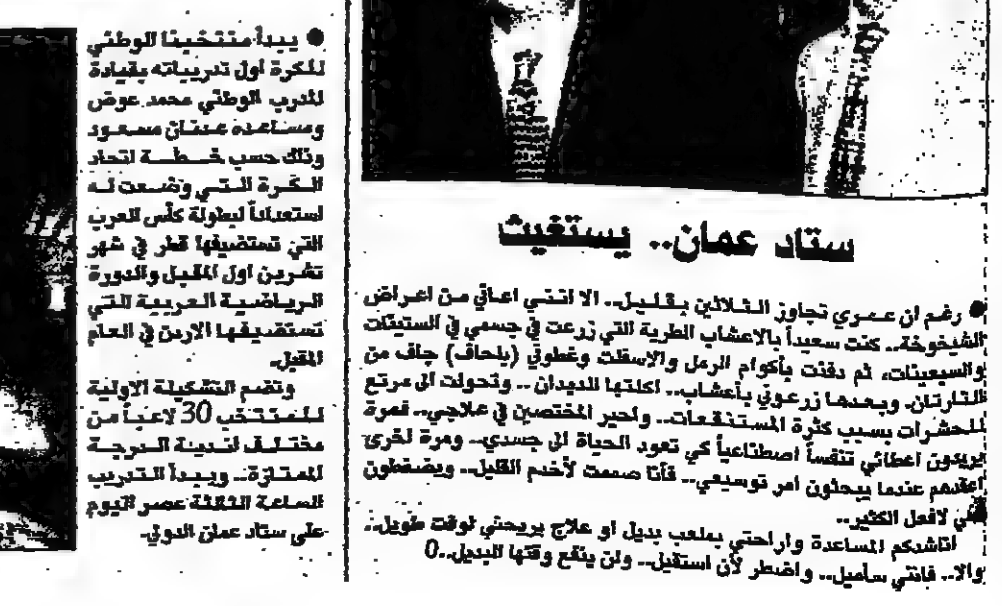 ستاد عمان.. يستغيث
● رغم ان عمري تجاوز الثلاثين بقليل.. الا انني اعاني من اعراض
الشيخوخة.. كنت سعيداً بالاعشاب الطرية التي زرعت في جسمي في الستينات
والسبعينات، ثم دفنت بأكوام الرمل والاسفلت وغطوني (بلحاف) جاف من
التارتان. وبعدها زرعوني بأعشاب.. اكلتها الديدان .. وتحولت الى مرتع
للحشرات بسبب كثرة المستنقعات.. ولحير المختصين في علاجي.. فمرة
يريدون اعطائي تنفساً اصطناعياً كي تعود الحياة الى جسدي.. ومرة اخرى
افقدهم عندما يبحثون امر توسيعي.. فأنا صممت لأخدم القليل.. ويضغطون
لافعل الكثير..
اناشدكم المساعدة واراحتي بملعب بديل او علاج يريحني لوقت طويل..
والا.. فانني ساميل.. واضطر لأن استقيل.. ولن ينفع وقتها البديل..0
● يبدأ منتخبنا الوطني
للكرة اول تدريباته بقيادة
المدرب الوطني محمد عوض
ومساعده عدنان مسعود
وذلك حسب خطة اتحاد
الكرة التي وضعت له
استعداداً لبطولة كأس العرب
التي تستضيفها قطر في شهر
تشرين اول المقبل والدورة
الرياضية العربية التي
تستضيفها الاردن في العام
المقبل.
وتضم التشكيلة الاولية
للمنتخب 30 لاعباً من
مختلف اندية الدرجة
الممتازة.. ويبدأ التدريب
الساعة الثالثة عصر اليوم
على ستاد عمان الدولي.